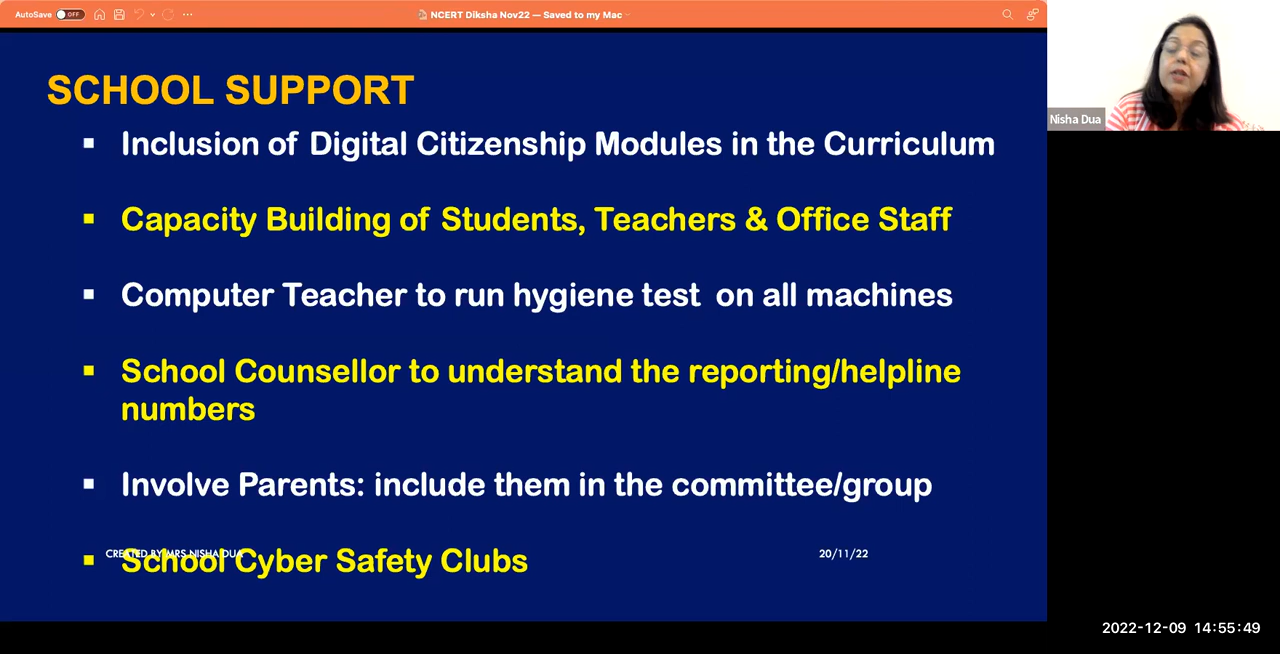 AutoSave OFF
NCERT Diksha Nov22 — Saved to my Mac
SCHOOL SUPPORT
▪ Inclusion of Digital Citizenship Modules in the Curriculum
▪ Capacity Building of Students, Teachers & Office Staff
▪ Computer Teacher to run hygiene test on all machines
▪ School Counsellor to understand the reporting/helpline
numbers
▪ Involve Parents: include them in the committee/group
CREATED BY MRS NISHA DUA
20/11/22
▪ School Cyber Safety Clubs
Nisha Dua
2022-12-09 14:55:49